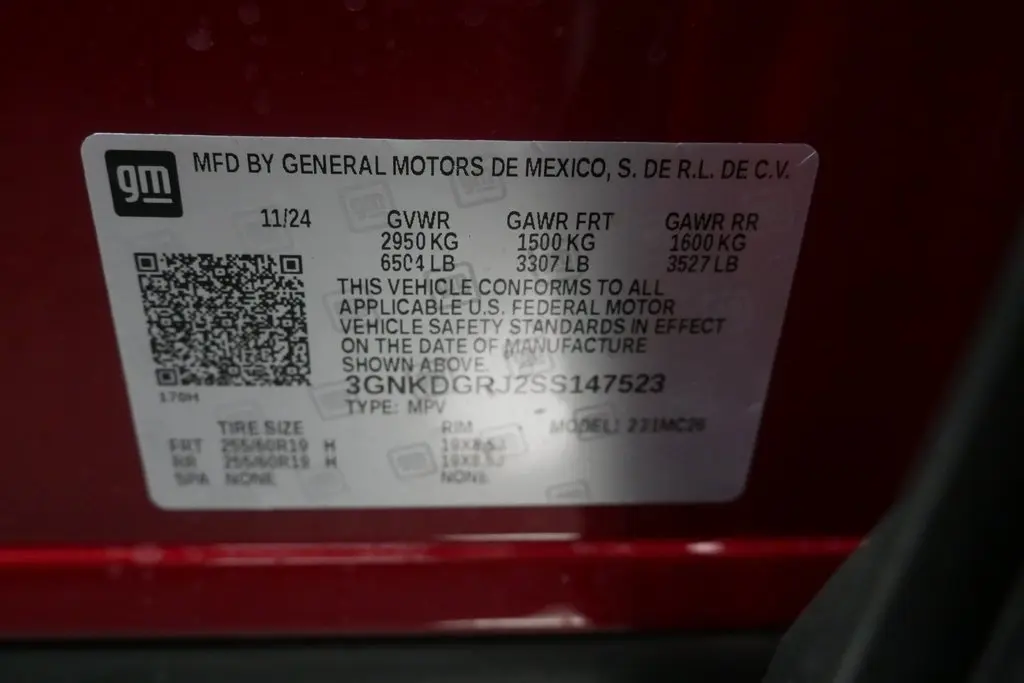 gm
MFD BY GENERAL MOTORS DE MEXICO, S. DE R.L. DE C.V.
11/24 GVWR GAWR FRT GAWR RR
2950 KG 1500 KG 1600 KG
6504 LB 3307 LB 3527 LB
THIS VEHICLE CONFORMS TO ALL
APPLICABLE U.S. FEDERAL MOTOR
VEHICLE SAFETY STANDARDS IN EFFECT
ON THE DATE OF MANUFACTURE
SHOWN ABOVE.
3GNKDGRJ2SS147523
TYPE: MPV
TIRE SIZE RIM MODEL:
FRT 255/60R19 H
RR 255/60R19 H
SPA NONE NONE